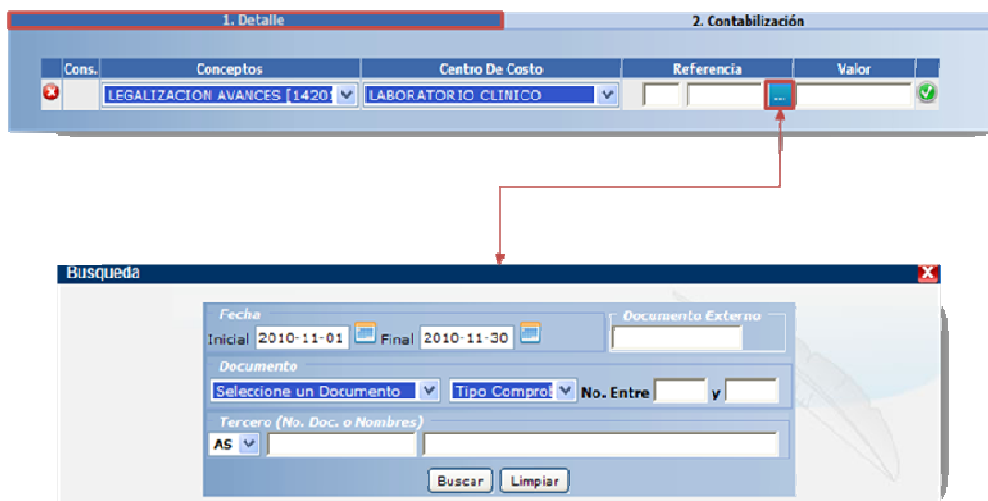 1. Detalle 2. Contabilización
Cons. Conceptos Centro De Costo Referencia Valor
LEGALIZACION AVANCES [1420 LABORATORIO CLINICO ...
Busqueda X
Fecha Documento Externo
Inicial 2010-11-01 Final 2010-11-30
Documento
Seleccione un Documento Tipo Comprob No. Entre y
Tercero (No. Doc. o Nombres)
AS
Buscar Limpiar